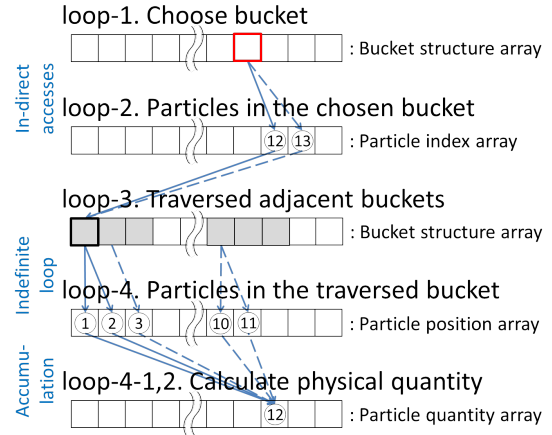 loop-1. Choose bucket
: Bucket structure array
In-direct
accesses
loop-2. Particles in the chosen bucket
12 13
: Particle index array
loop-3. Traversed adjacent buckets
: Bucket structure array
Indefinite
loop
loop-4. Particles in the traversed bucket
1 2 3 10 11
: Particle position array
Accumu-
lation
loop-4-1,2. Calculate physical quantity
12
: Particle quantity array